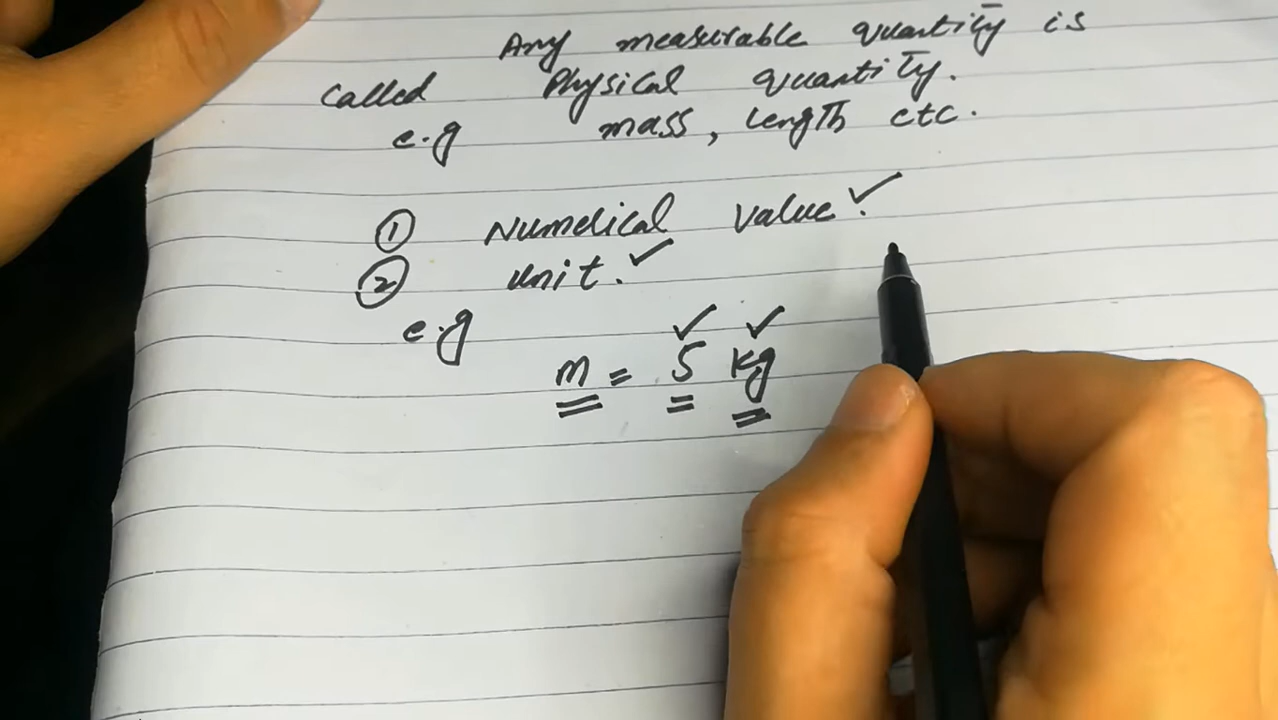 Any measurable quantity is
called Physical quantity.
e.g mass, length etc.
① Numerical value. ✓
② unit. ✓
e.g
✓ ✓
m = 5 kg